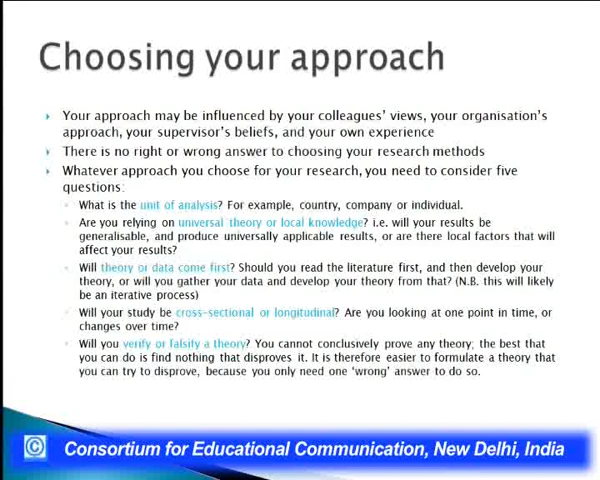 Choosing your approach
Your approach may be influenced by your colleagues' views, your organisation's
approach, your supervisor's beliefs, and your own experience
There is no right or wrong answer to choosing your research methods
Whatever approach you choose for your research, you need to consider five
questions:
What is the unit of analysis? For example, country, company or individual.
Are you relying on universal theory or local knowledge? i.e. will your results be
generalisable, and produce universally applicable results, or are there local factors that will
affect your results?
Will theory or data come first? Should you read the literature first, and then develop your
theory, or will you gather your data and develop your theory from that? (N.B. this will likely
be an iterative process)
Will your study be cross-sectional or longitudinal? Are you looking at one point in time, or
changes over time?
Will you verify or falsify a theory? You cannot conclusively prove any theory; the best that
you can do is find nothing that disproves it. It is therefore easier to formulate a theory that
you can try to disprove, because you only need one 'wrong' answer to do so.
© Consortium for Educational Communication, New Delhi, India